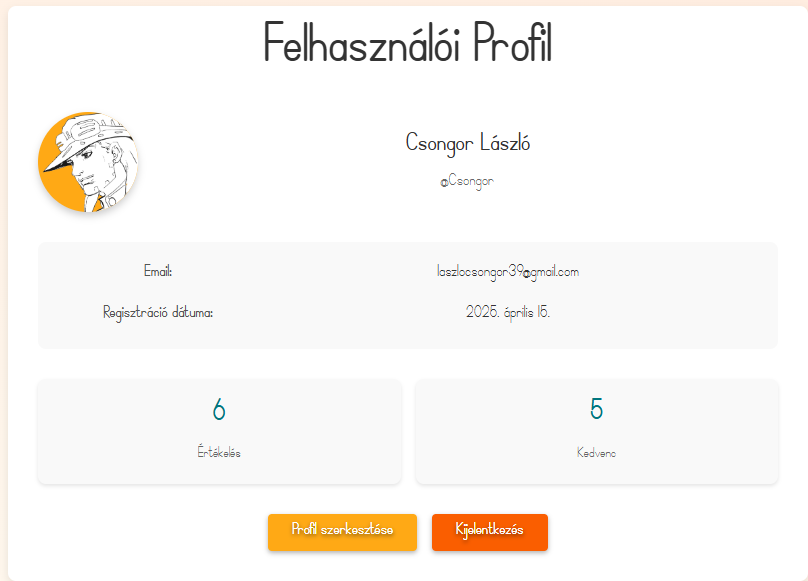 Felhasználói Profil
Csongor László
@Csongor
Email: laszlocsongor39@gmail.com
Regisztráció dátuma: 2025. április 15.
6
Értékelés
5
Kedvenc
Profil szerkesztése
Kijelentkezés